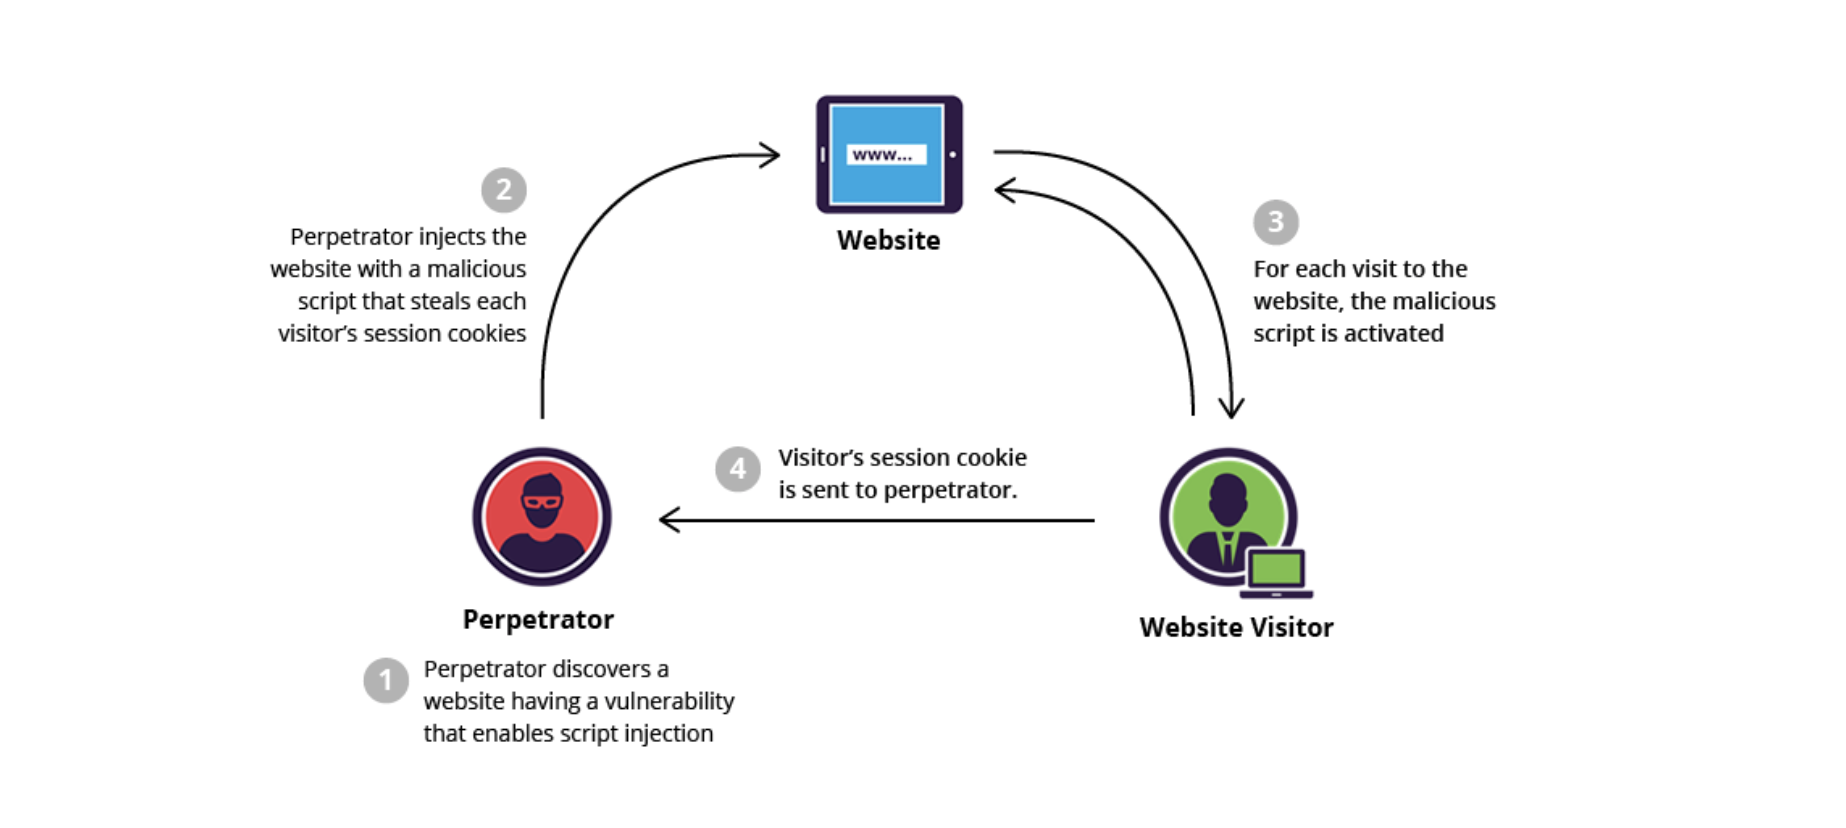 www...
Website
2
Perpetrator injects the
website with a malicious
script that steals each
visitor's session cookies
3
For each visit to the
website, the malicious
script is activated
4
Visitor's session cookie
is sent to perpetrator.
Perpetrator
Website Visitor
1
Perpetrator discovers a
website having a vulnerability
that enables script injection